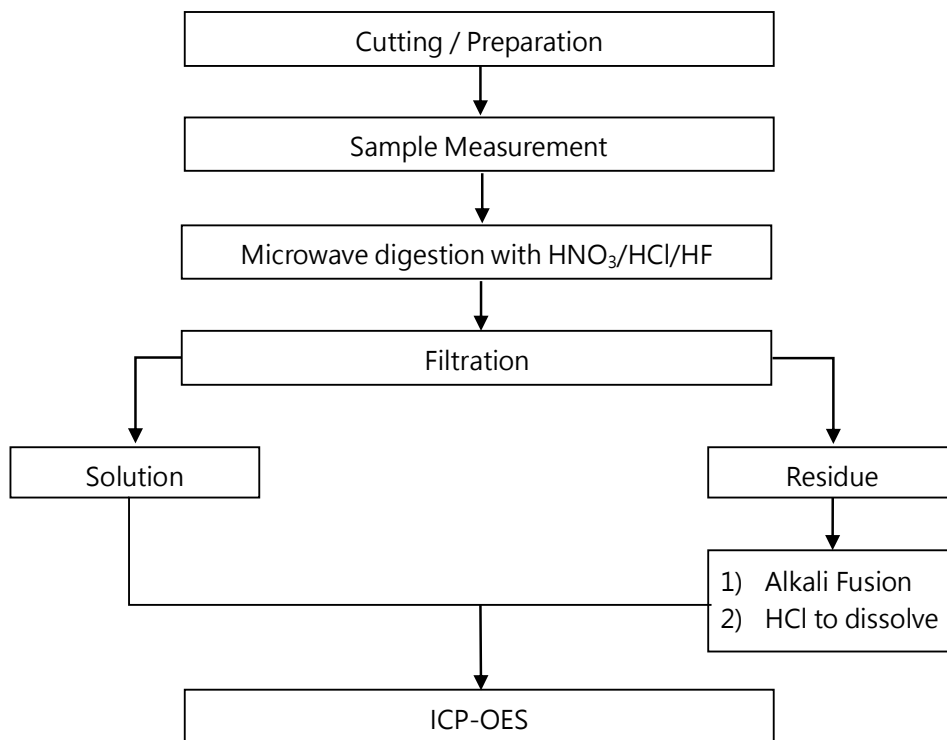 Cutting / Preparation
Sample Measurement
Microwave digestion with HNO₃/HCl/HF
Filtration
Solution
Residue
1) Alkali Fusion
2) HCl to dissolve
ICP-OES